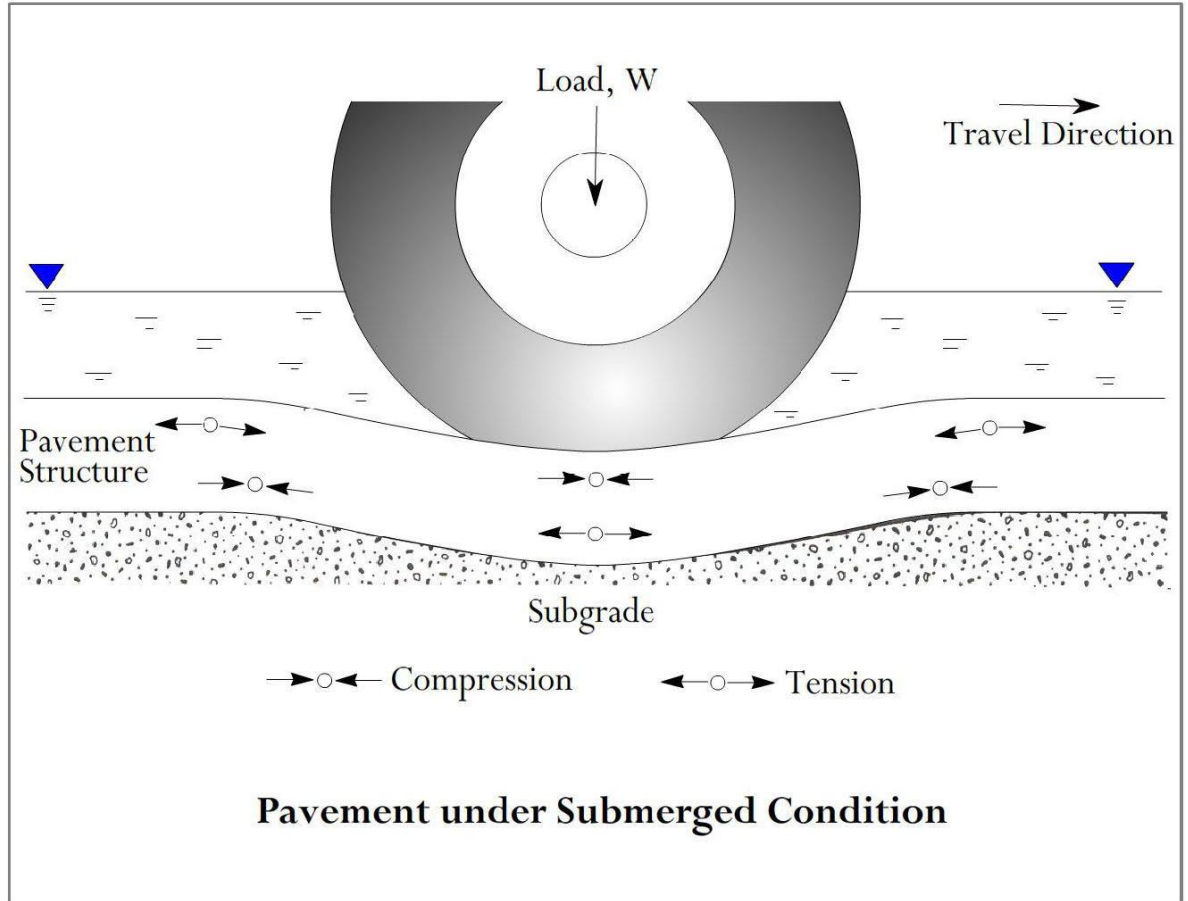 Load, W
Travel Direction
Pavement
Structure
Subgrade
Compression
Tension
Pavement under Submerged Condition